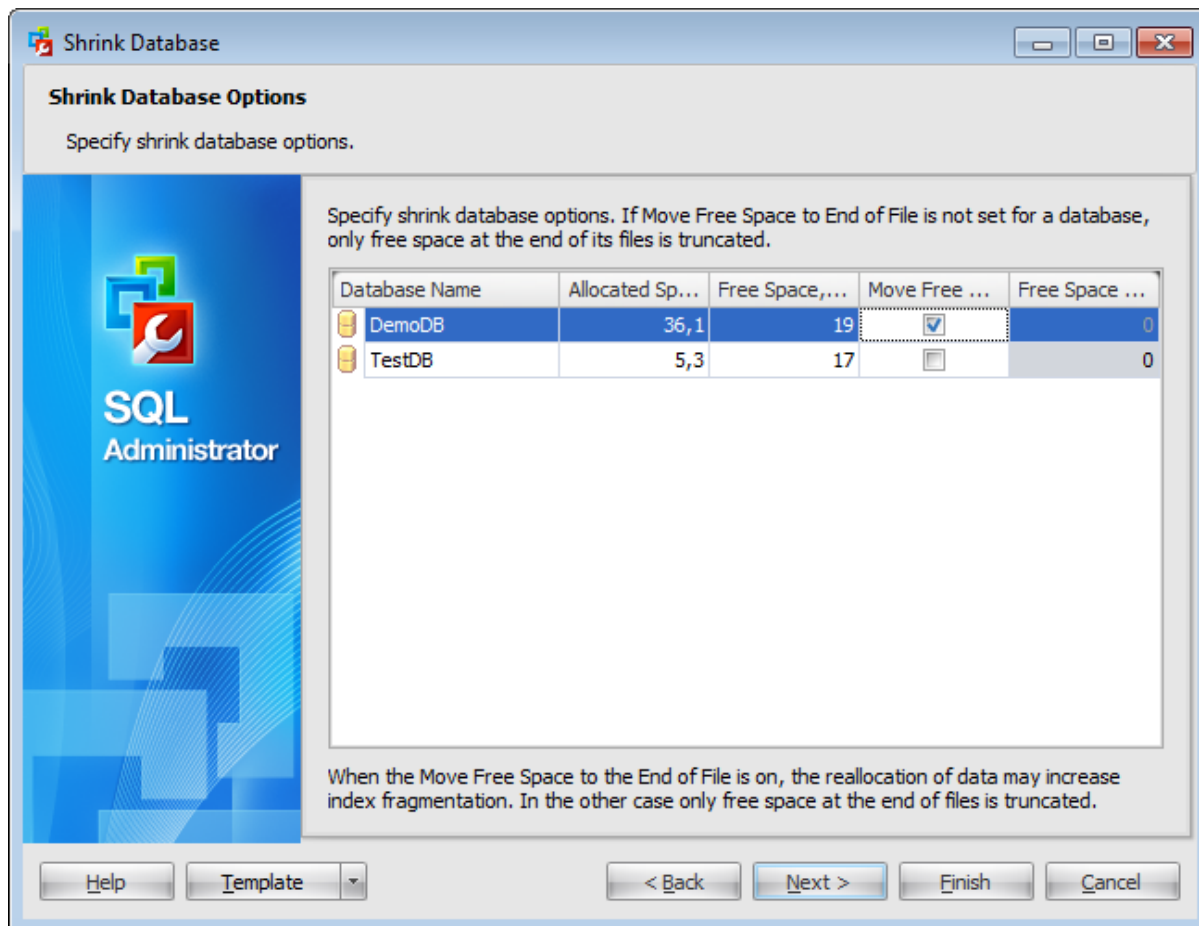 Shrink Database
Shrink Database Options
Specify shrink database options.
SQL
Administrator
Specify shrink database options. If Move Free Space to End of File is not set for a database,
only free space at the end of its files is truncated.
Database Name Allocated Sp... Free Space,... Move Free ... Free Space ...
DemoDB 36,1 19 0
TestDB 5,3 17 0
When the Move Free Space to the End of File is on, the reallocation of data may increase
index fragmentation. In the other case only free space at the end of files is truncated.
Help Template < Back Next > Finish Cancel